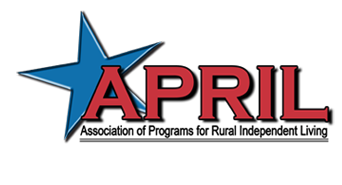 APRIL
Association of Programs for Rural Independent Living